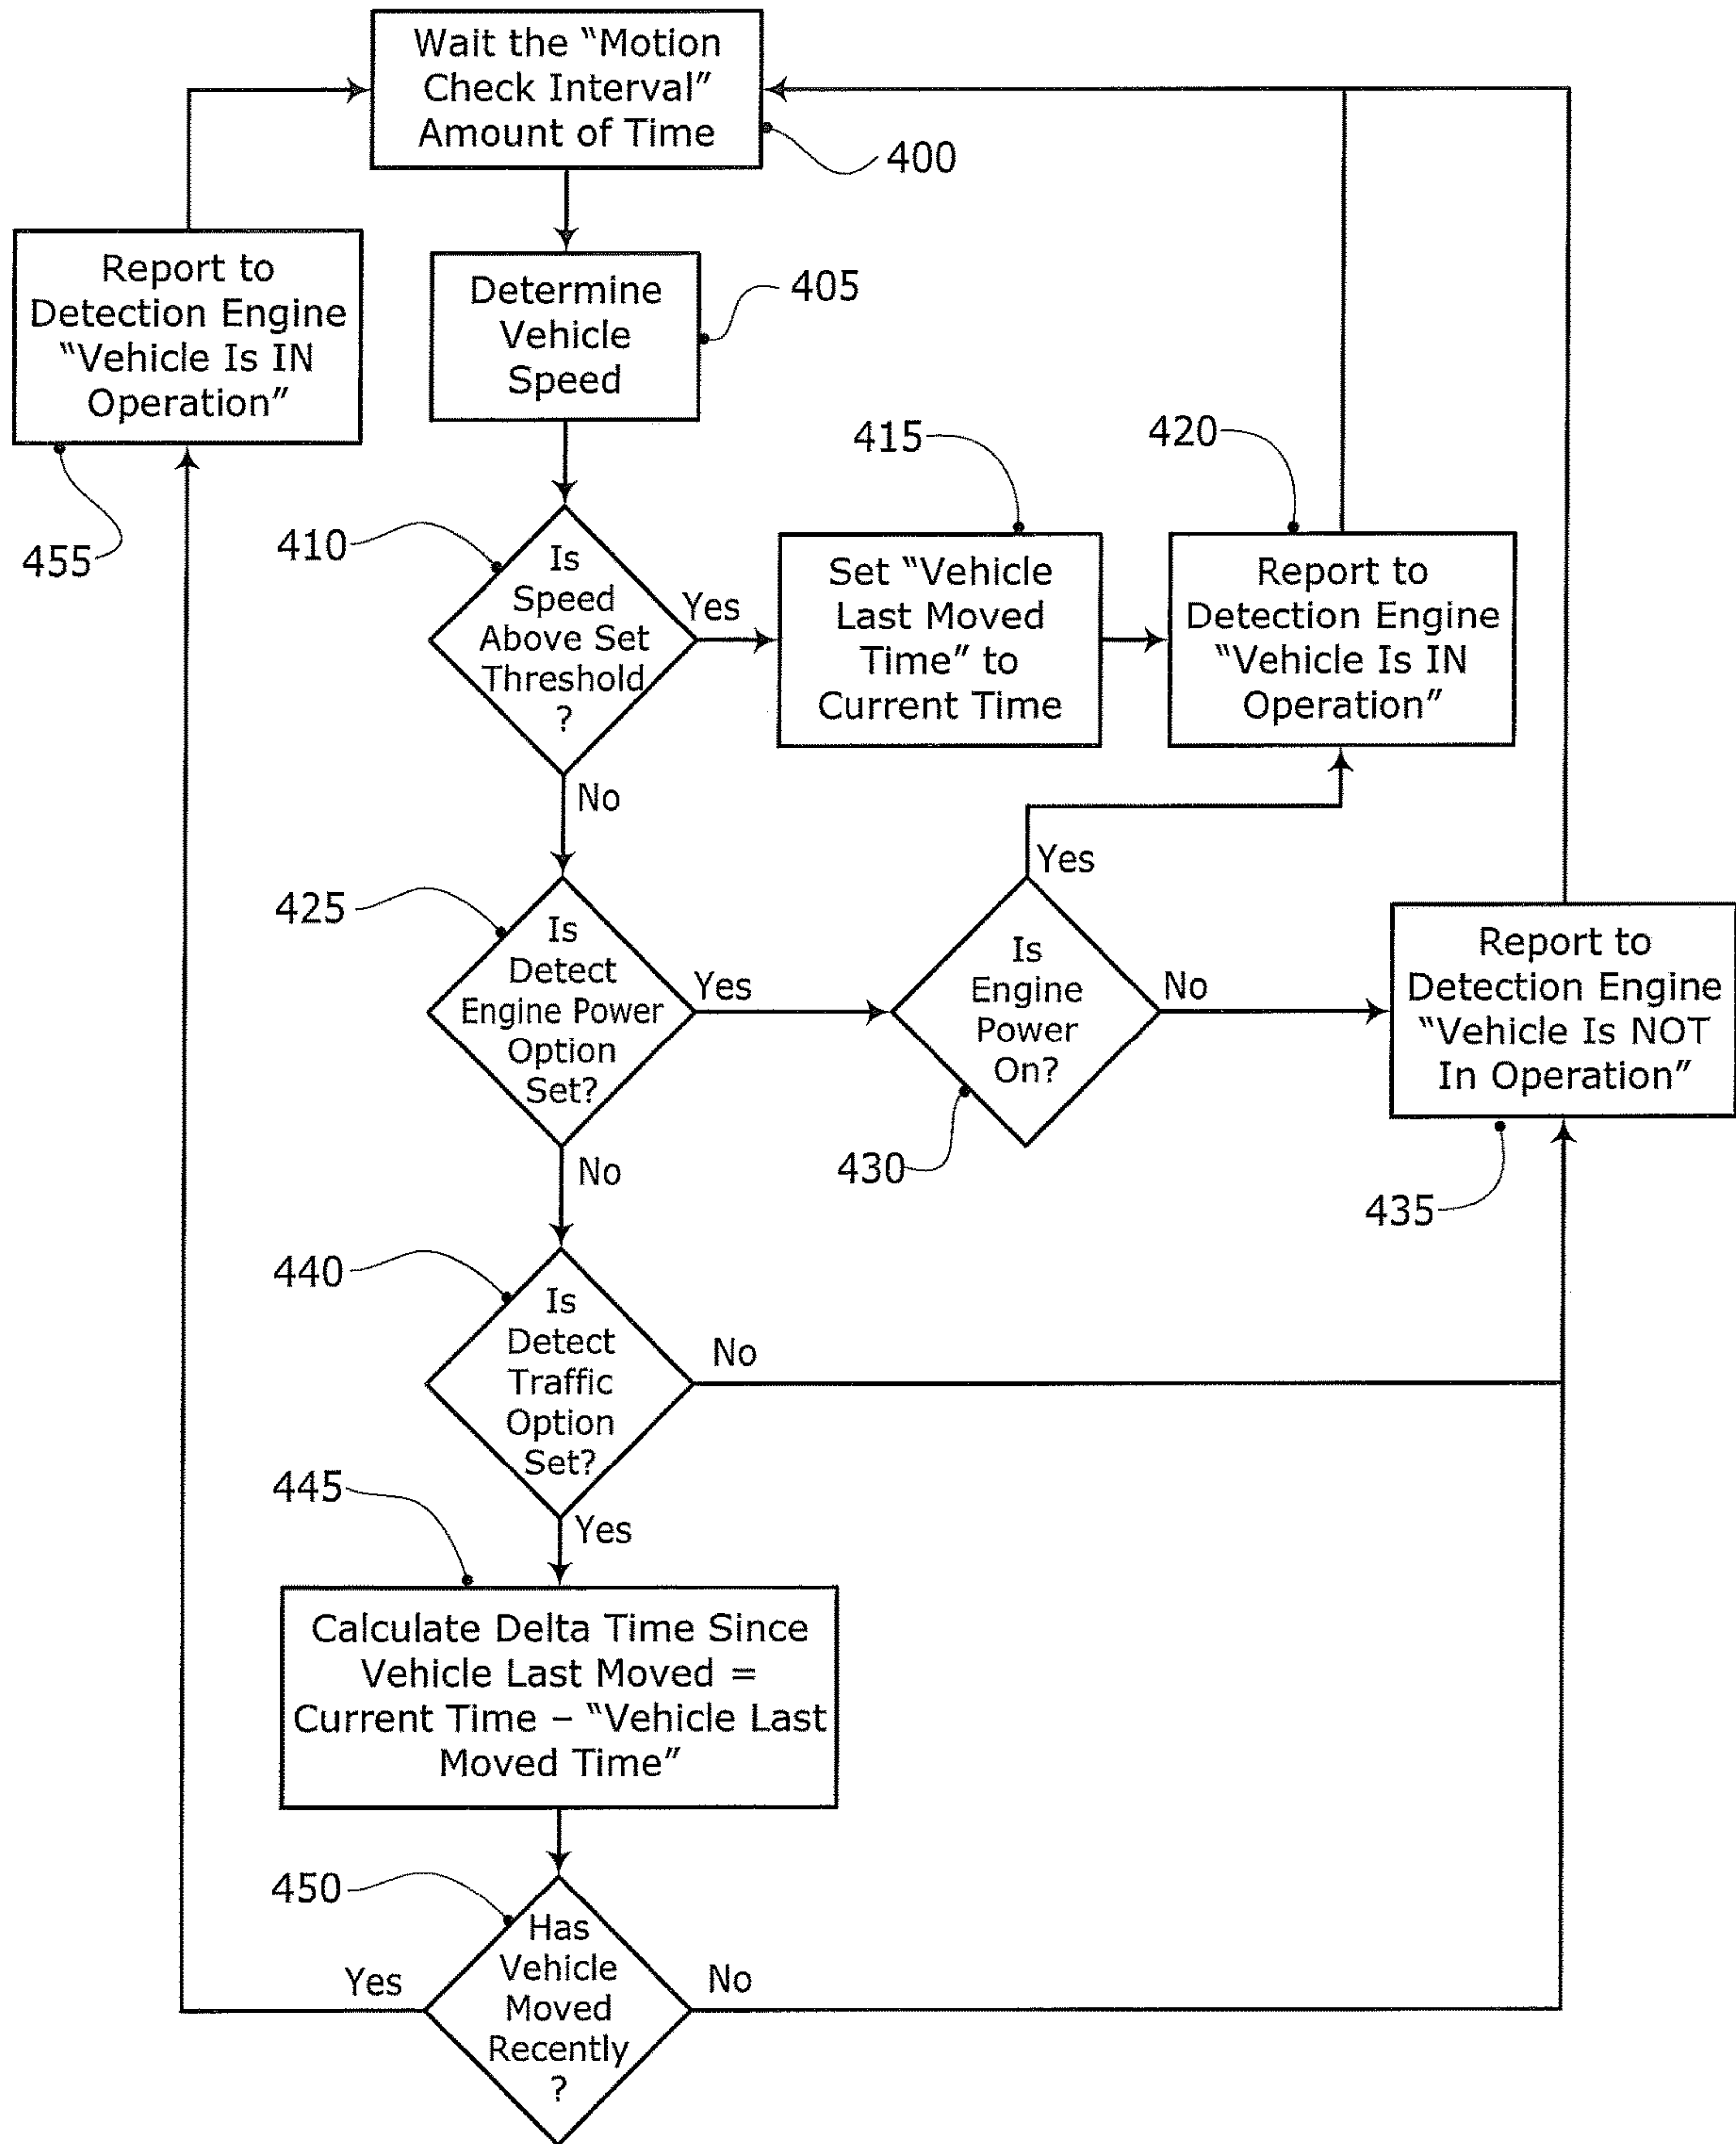 Wait the “Motion
Check Interval”
Amount of Time
400
Report to
Detection Engine
“Vehicle Is IN
Operation”
455
Determine
Vehicle
Speed
405
410
Is
Speed
Above Set
Threshold
?
Yes
No
415
Set “Vehicle
Last Moved
Time” to
Current Time
420
Report to
Detection Engine
“Vehicle Is IN
Operation”
425
Is
Detect
Engine Power
Option
Set?
Yes
No
Is
Engine
Power
On?
Yes
No
430
Report to
Detection Engine
“Vehicle Is NOT
In Operation”
435
440
Is
Detect
Traffic
Option
Set?
No
Yes
445
Calculate Delta Time Since
Vehicle Last Moved =
Current Time – “Vehicle Last
Moved Time”
450
Has
Vehicle
Moved
Recently
?
Yes
No